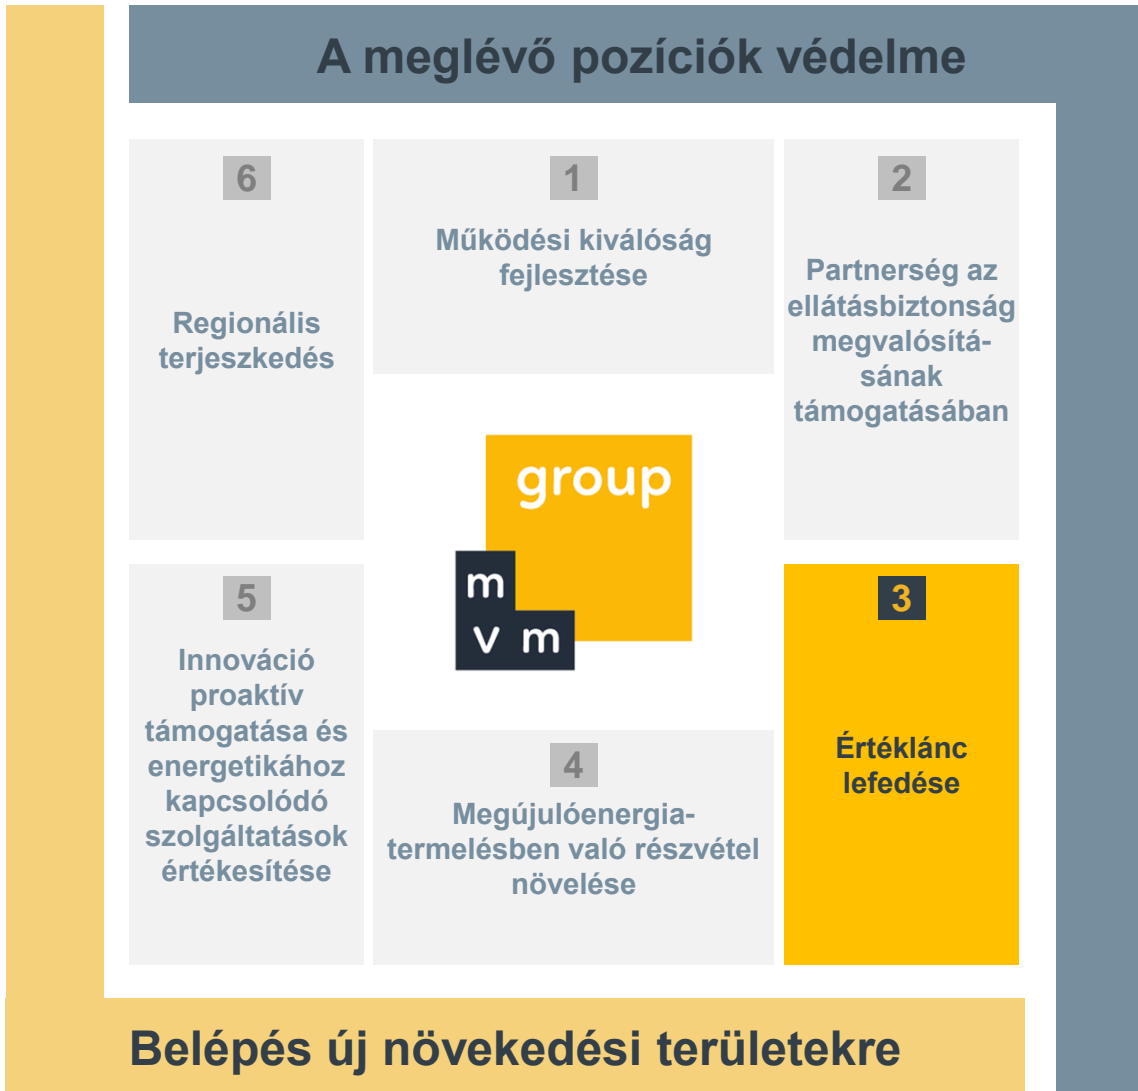 A meglévő pozíciók védelme
6
Regionális
terjeszkedés
1
Működési kiválóság
fejlesztése
2
Partnerség az
ellátásbiztonság
megvalósítá-
sának
támogatásában
group
m
v m
5
Innováció
proaktív
támogatása és
energetikához
kapcsolódó
szolgáltatások
értékesítése
4
Megújulóenergia-
termelésben való részvétel
növelése
3
Értéklánc
lefedése
Belépés új növekedési területekre